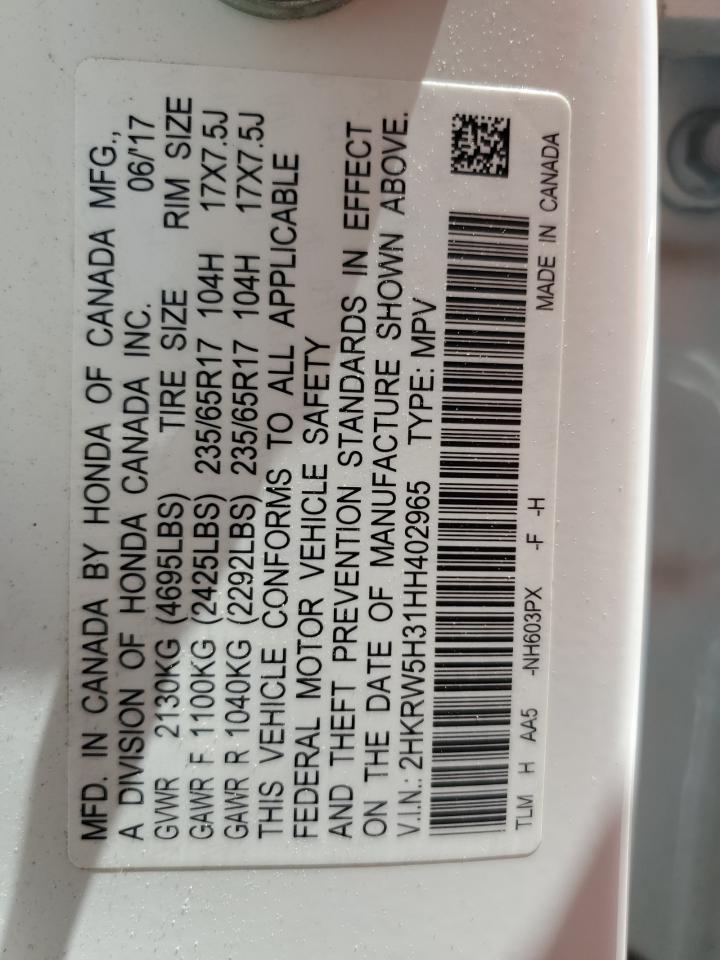 MFD. IN CANADA BY HONDA OF CANADA MFG.,
A DIVISION OF HONDA CANADA INC. 06/17
GVWR 2130KG (4695LBS) TIRE SIZE RIM SIZE
GAWR F 1100KG (2425LBS) 235/65R17 104H 17X7.5J
GAWR R 1040KG (2292LBS) 235/65R17 104H 17X7.5J
THIS VEHICLE CONFORMS TO ALL APPLICABLE
FEDERAL MOTOR VEHICLE SAFETY
AND THEFT PREVENTION STANDARDS IN EFFECT
ON THE DATE OF MANUFACTURE SHOWN ABOVE.
V.I.N.: 2HKRW5H31HH402965 TYPE: MPV
TLM H AA5 -NH603PX -F -H MADE IN CANADA